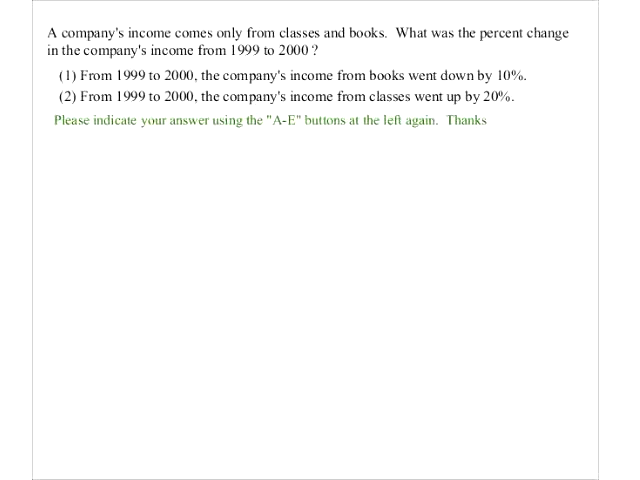 A company's income comes only from classes and books. What was the percent change
in the company's income from 1999 to 2000 ?
(1) From 1999 to 2000, the company's income from books went down by 10%.
(2) From 1999 to 2000, the company's income from classes went up by 20%.
Please indicate your answer using the "A-E" buttons at the left again. Thanks